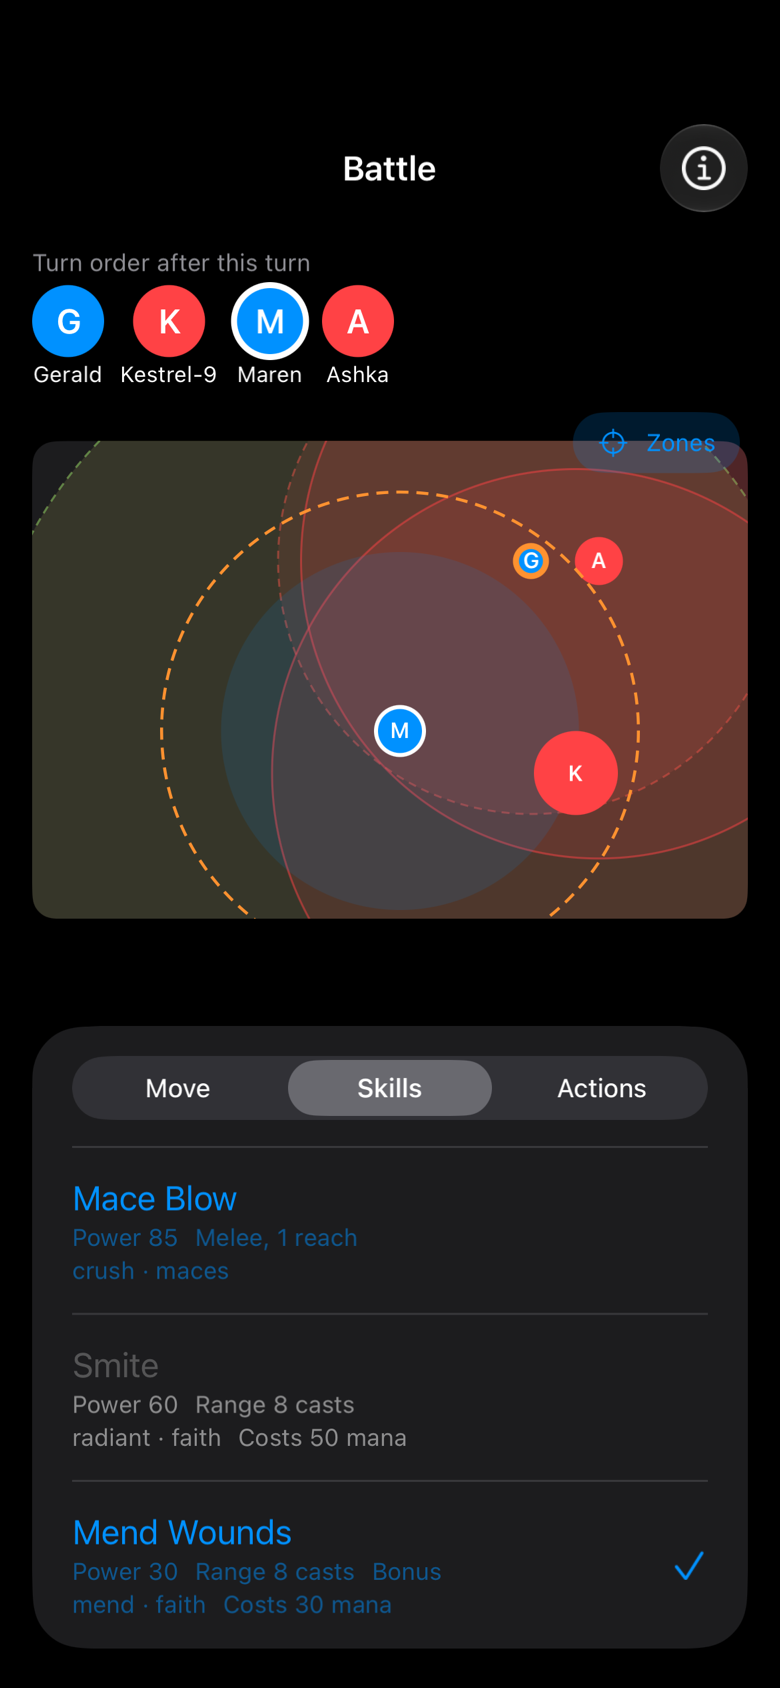 Battle
Turn order after this turn
G K M A
Gerald Kestrel-9 Maren Ashka
Zones
G A
M
K
Move Skills Actions
Mace Blow
Power 85 Melee, 1 reach
crush · maces
Smite
Power 60 Range 8 casts
radiant · faith Costs 50 mana
Mend Wounds
Power 30 Range 8 casts Bonus
mend · faith Costs 30 mana